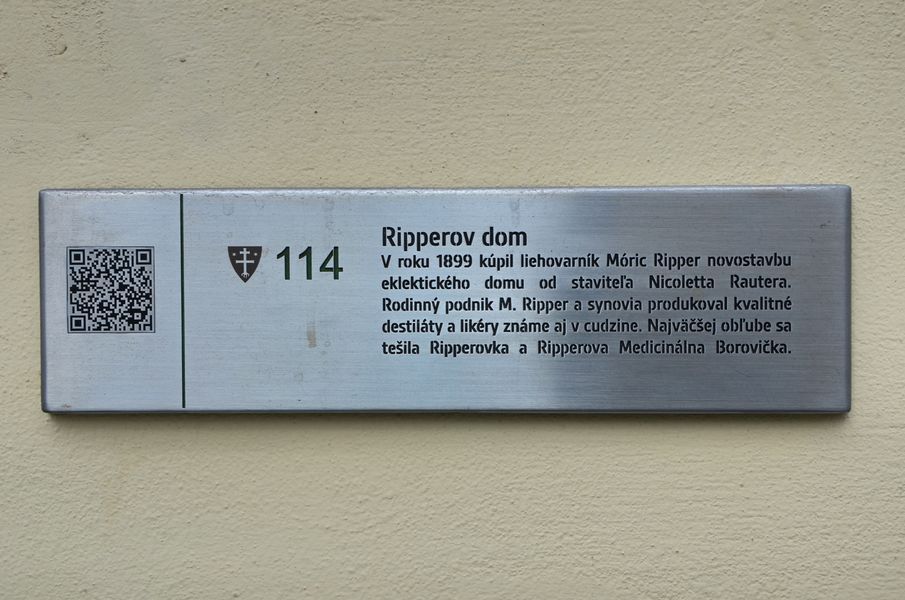 114
Ripperov dom
V roku 1899 kúpil liehovarník Móric Ripper novostavbu
eklektického domu od staviteľa Nicoletta Rautera.
Rodinný podnik M. Ripper a synovia produkoval kvalitné
destiláty a likéry známe aj v cudzine. Najväčšej obľube sa
tešila Ripperovka a Ripperova Medicinálna Borovička.